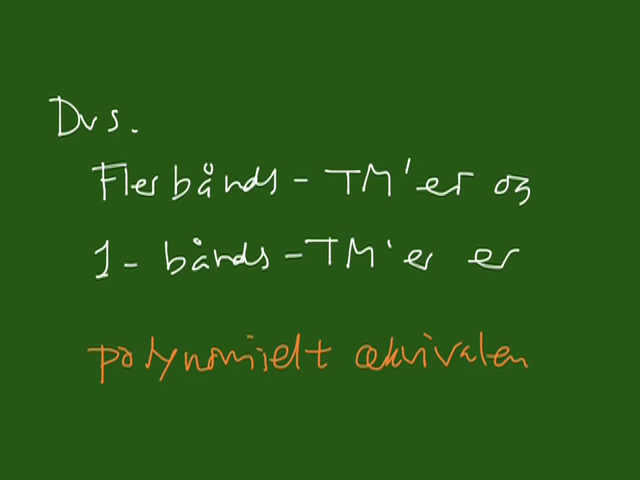 Dvs.
Flerbånds-TM'er og
1-bånds-TM'er er
polynomielt ækvivalen